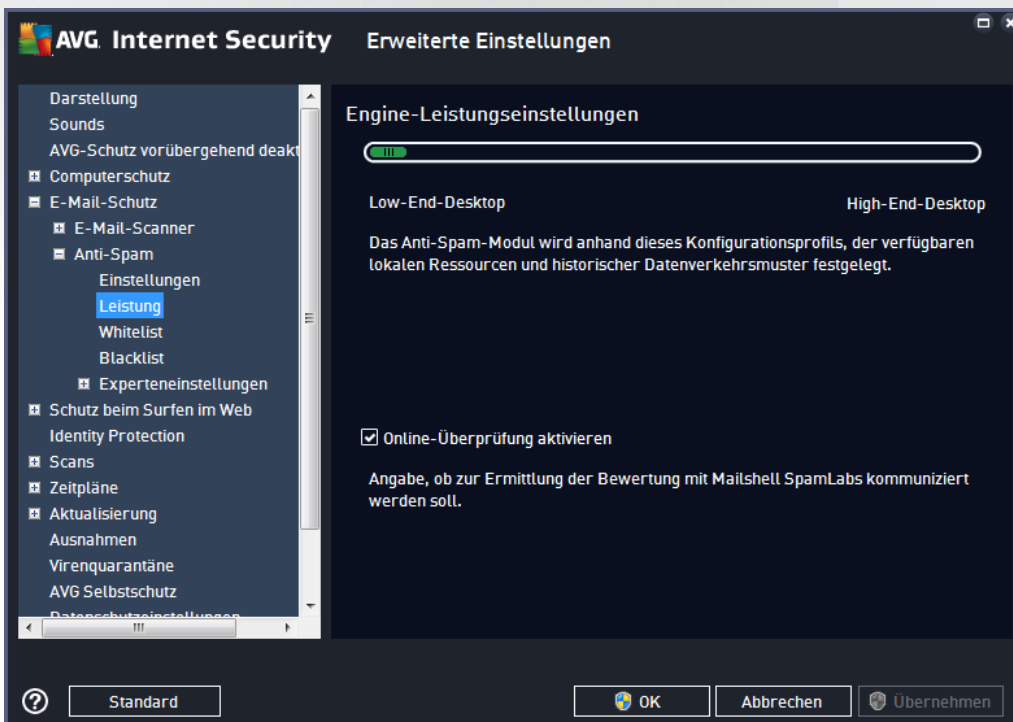 AVG Internet Security Erweiterte Einstellungen
Darstellung
Sounds
AVG-Schutz vorübergehend deakt
Computerschutz
E-Mail-Schutz
E-Mail-Scanner
Anti-Spam
Einstellungen
Leistung
Whitelist
Blacklist
Experteneinstellungen
Schutz beim Surfen im Web
Identity Protection
Scans
Zeitpläne
Aktualisierung
Ausnahmen
Virenquarantäne
AVG Selbstschutz
Datenschutzeinstellungen
Engine-Leistungseinstellungen
Low-End-Desktop High-End-Desktop
Das Anti-Spam-Modul wird anhand dieses Konfigurationsprofils, der verfügbaren
lokalen Ressourcen und historischer Datenverkehrsmuster festgelegt.
Online-Überprüfung aktivieren
Angabe, ob zur Ermittlung der Bewertung mit Mailshell SpamLabs kommuniziert
werden soll.
? Standard OK Abbrechen Übernehmen